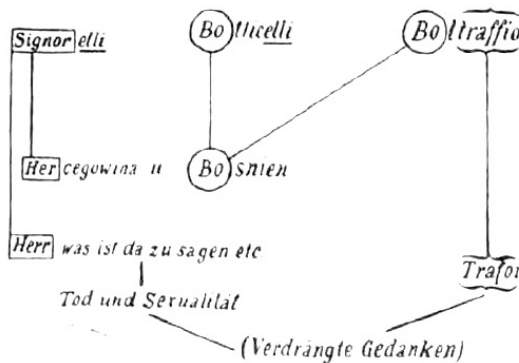 Signorelli Botticelli Boltraffio
Hercegowina u Bosnien
Herr was ist da zu sagen etc. Trafoi
Tod und Sexualität
(Verdrängte Gedanken)